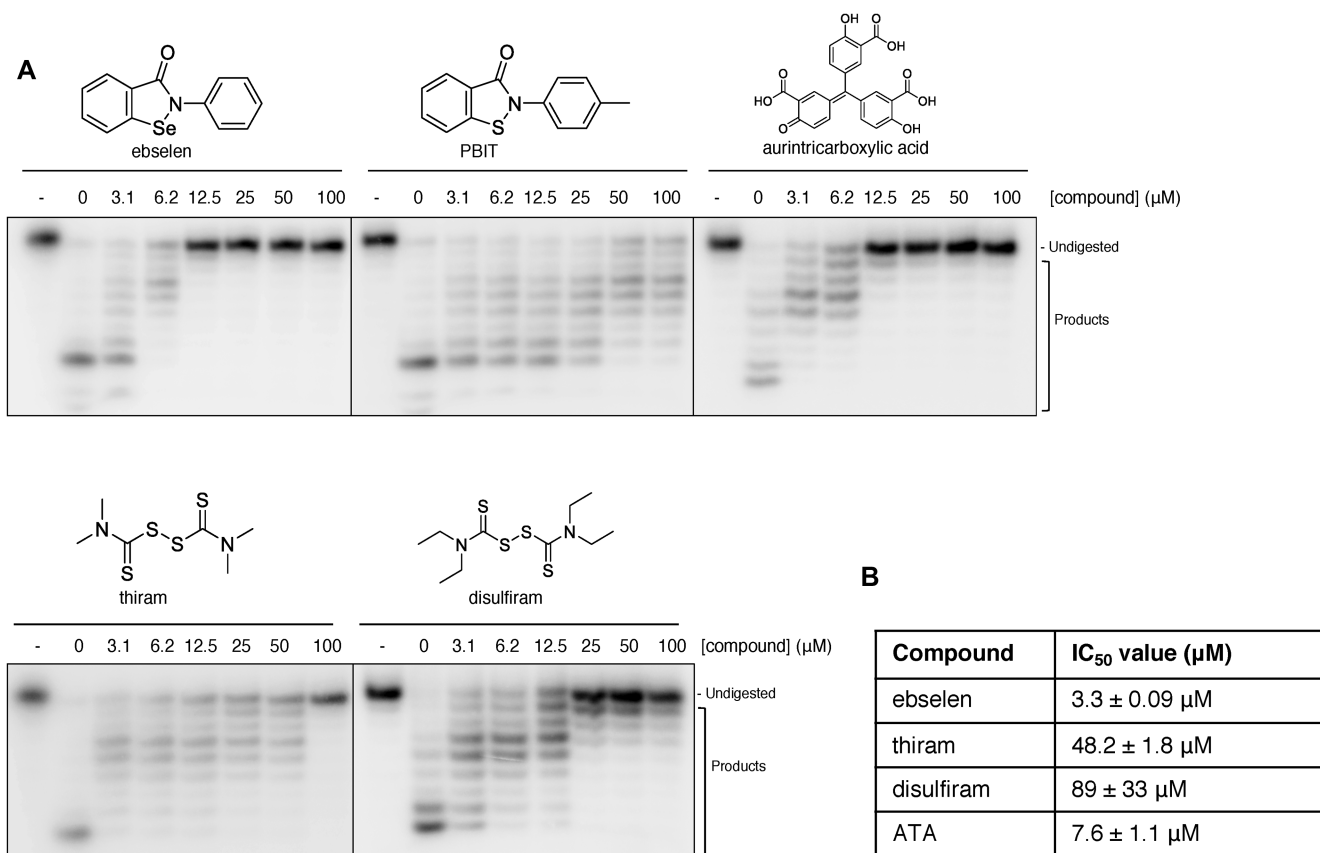 A
O
N
Se
ebselen
O
N
S
PBIT
OH O
OH
O
HO
O
OH
O
OH
aurintricarboxylic acid
- 0 3.1 6.2 12.5 25 50 100
- 0 3.1 6.2 12.5 25 50 100
- 0 3.1 6.2 12.5 25 50 100 [compound] (µM)
- Undigested
Products
N S S S N S
thiram
N S S S N S
disulfiram
- 0 3.1 6.2 12.5 25 50 100
- 0 3.1 6.2 12.5 25 50 100 [compound] (µM)
- Undigested
Products
B
Compound IC50 value (µM)
ebselen 3.3 ± 0.09 µM
thiram 48.2 ± 1.8 µM
disulfiram 89 ± 33 µM
ATA 7.6 ± 1.1 µM